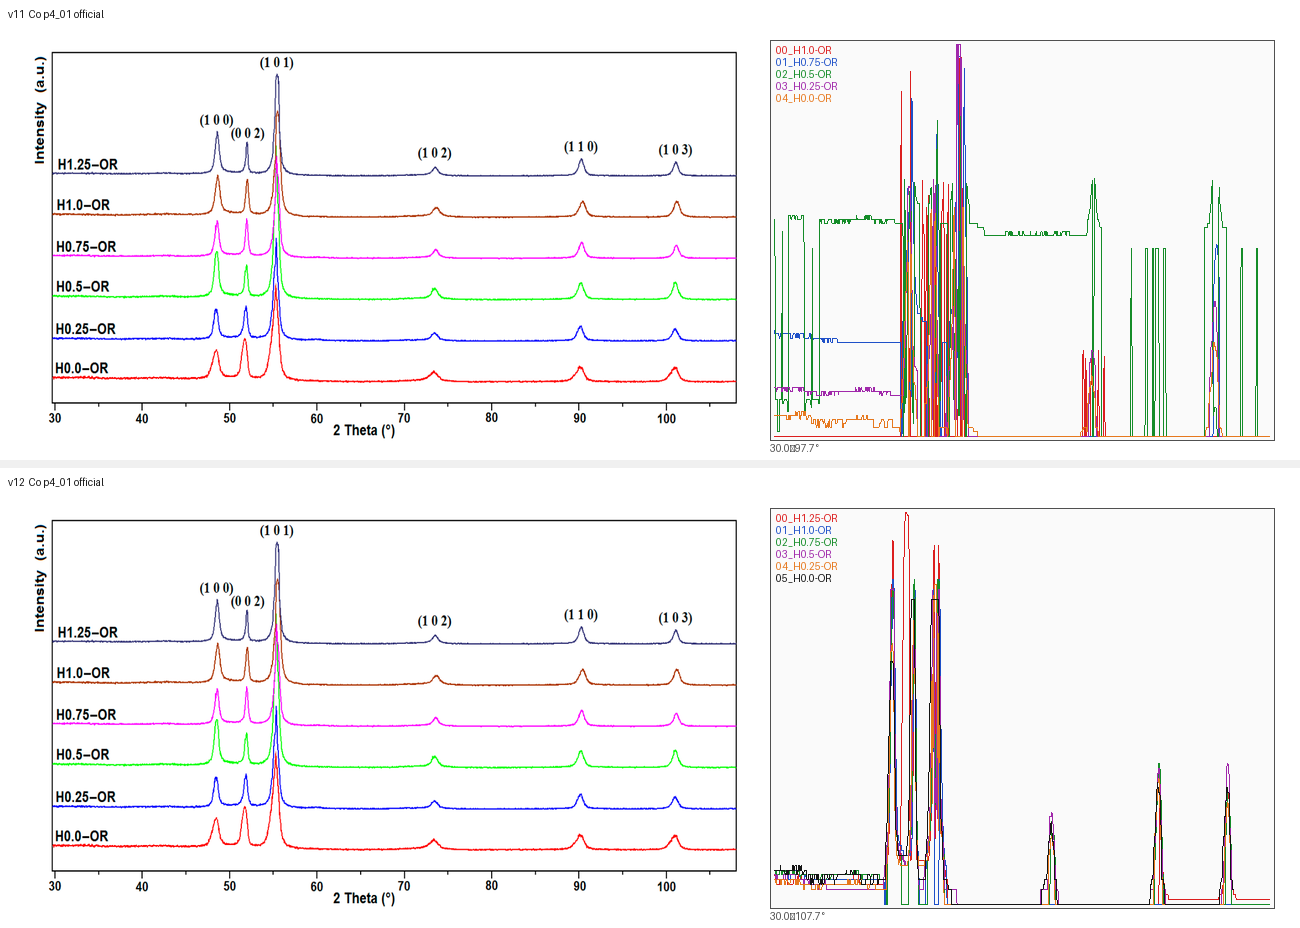 v11 Co p4_01 official
Intensity (a.u.)
(1 0 0)
(0 0 2)
(1 0 1)
(1 0 2)
(1 1 0)
(1 0 3)
H1.25–OR
H1.0–OR
H0.75–OR
H0.5–OR
H0.25–OR
H0.0–OR
30 40 50 60 70 80 90 100
2 Theta (°)
00_H1.0-OR
01_H0.75-OR
02_H0.5-OR
03_H0.25-OR
04_H0.0-OR
30.0▯97.7°
v12 Co p4_01 official
Intensity (a.u.)
(1 0 0)
(0 0 2)
(1 0 1)
(1 0 2)
(1 1 0)
(1 0 3)
H1.25–OR
H1.0–OR
H0.75–OR
H0.5–OR
H0.25–OR
H0.0–OR
30 40 50 60 70 80 90 100
2 Theta (°)
00_H1.25-OR
01_H1.0-OR
02_H0.75-OR
03_H0.5-OR
04_H0.25-OR
05_H0.0-OR
30.0▯107.7°